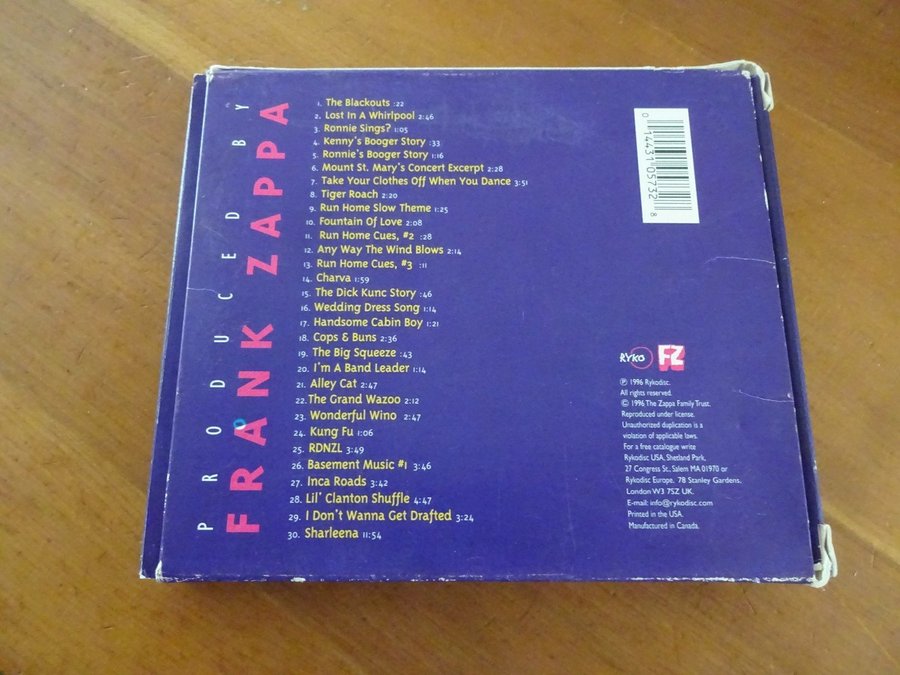 PRODUCED BY
FRANK ZAPPA
1. The Blackouts :22
2. Lost In A Whirlpool 2:46
3. Ronnie Sings? 1:05
4. Kenny's Booger Story :33
5. Ronnie's Booger Story 1:16
6. Mount St. Mary's Concert Excerpt 2:28
7. Take Your Clothes Off When You Dance 3:51
8. Tiger Roach 2:20
9. Run Home Slow Theme 1:25
10. Fountain Of Love 2:08
11. Run Home Cues, #2 :28
12. Any Way The Wind Blows 2:14
13. Run Home Cues, #3 :11
14. Charva 1:59
15. The Dick Kunc Story :46
16. Wedding Dress Song 1:14
17. Handsome Cabin Boy 1:21
18. Cops & Buns 2:36
19. The Big Squeeze :43
20. I'm A Band Leader 1:14
21. Alley Cat 2:47
22. The Grand Wazoo 2:12
23. Wonderful Wino 2:47
24. Kung Fu 1:06
25. RDNZL 3:49
26. Basement Music #1 3:46
27. Inca Roads 3:42
28. Lil' Clanton Shuffle 4:47
29. I Don't Wanna Get Drafted 3:24
30. Sharleena 11:54
0 14431 05732 8
RYKO FZ
℗ 1996 Rykodisc.
All rights reserved.
© 1996 The Zappa Family Trust.
Reproduced under license.
Unauthorized duplication is a
violation of applicable laws.
For a free catalogue write
Rykodisc USA, Shetland Park,
27 Congress St., Salem MA 01970 or
Rykodisc Europe. 78 Stanley Gardens.
London W3 7SZ UK.
E-mail: info@rykodisc.com
Printed in the USA.
Manufactured in Canada.